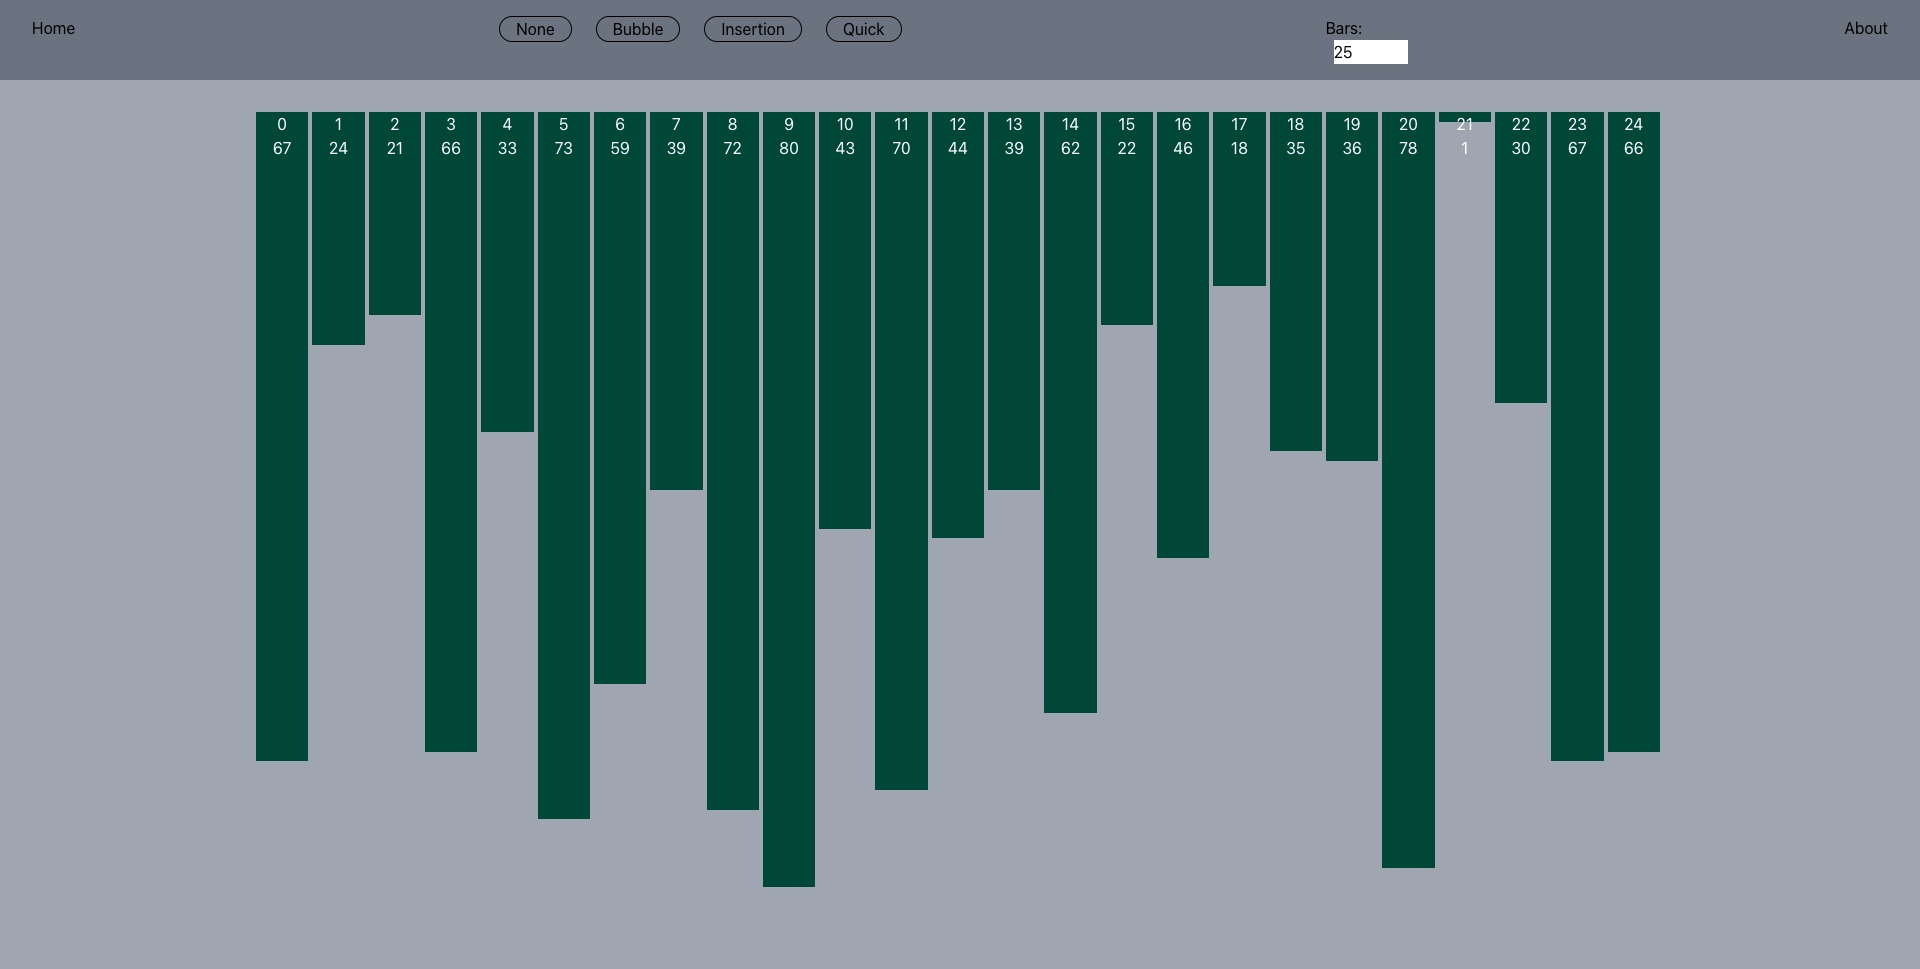 Home None Bubble Insertion Quick Bars: About
25
0 1 2 3 4 5 6 7 8 9 10 11 12 13 14 15 16 17 18 19 20 21 22 23 24
67 24 21 66 33 73 59 39 72 80 43 70 44 39 62 22 46 18 35 36 78 1 30 67 66